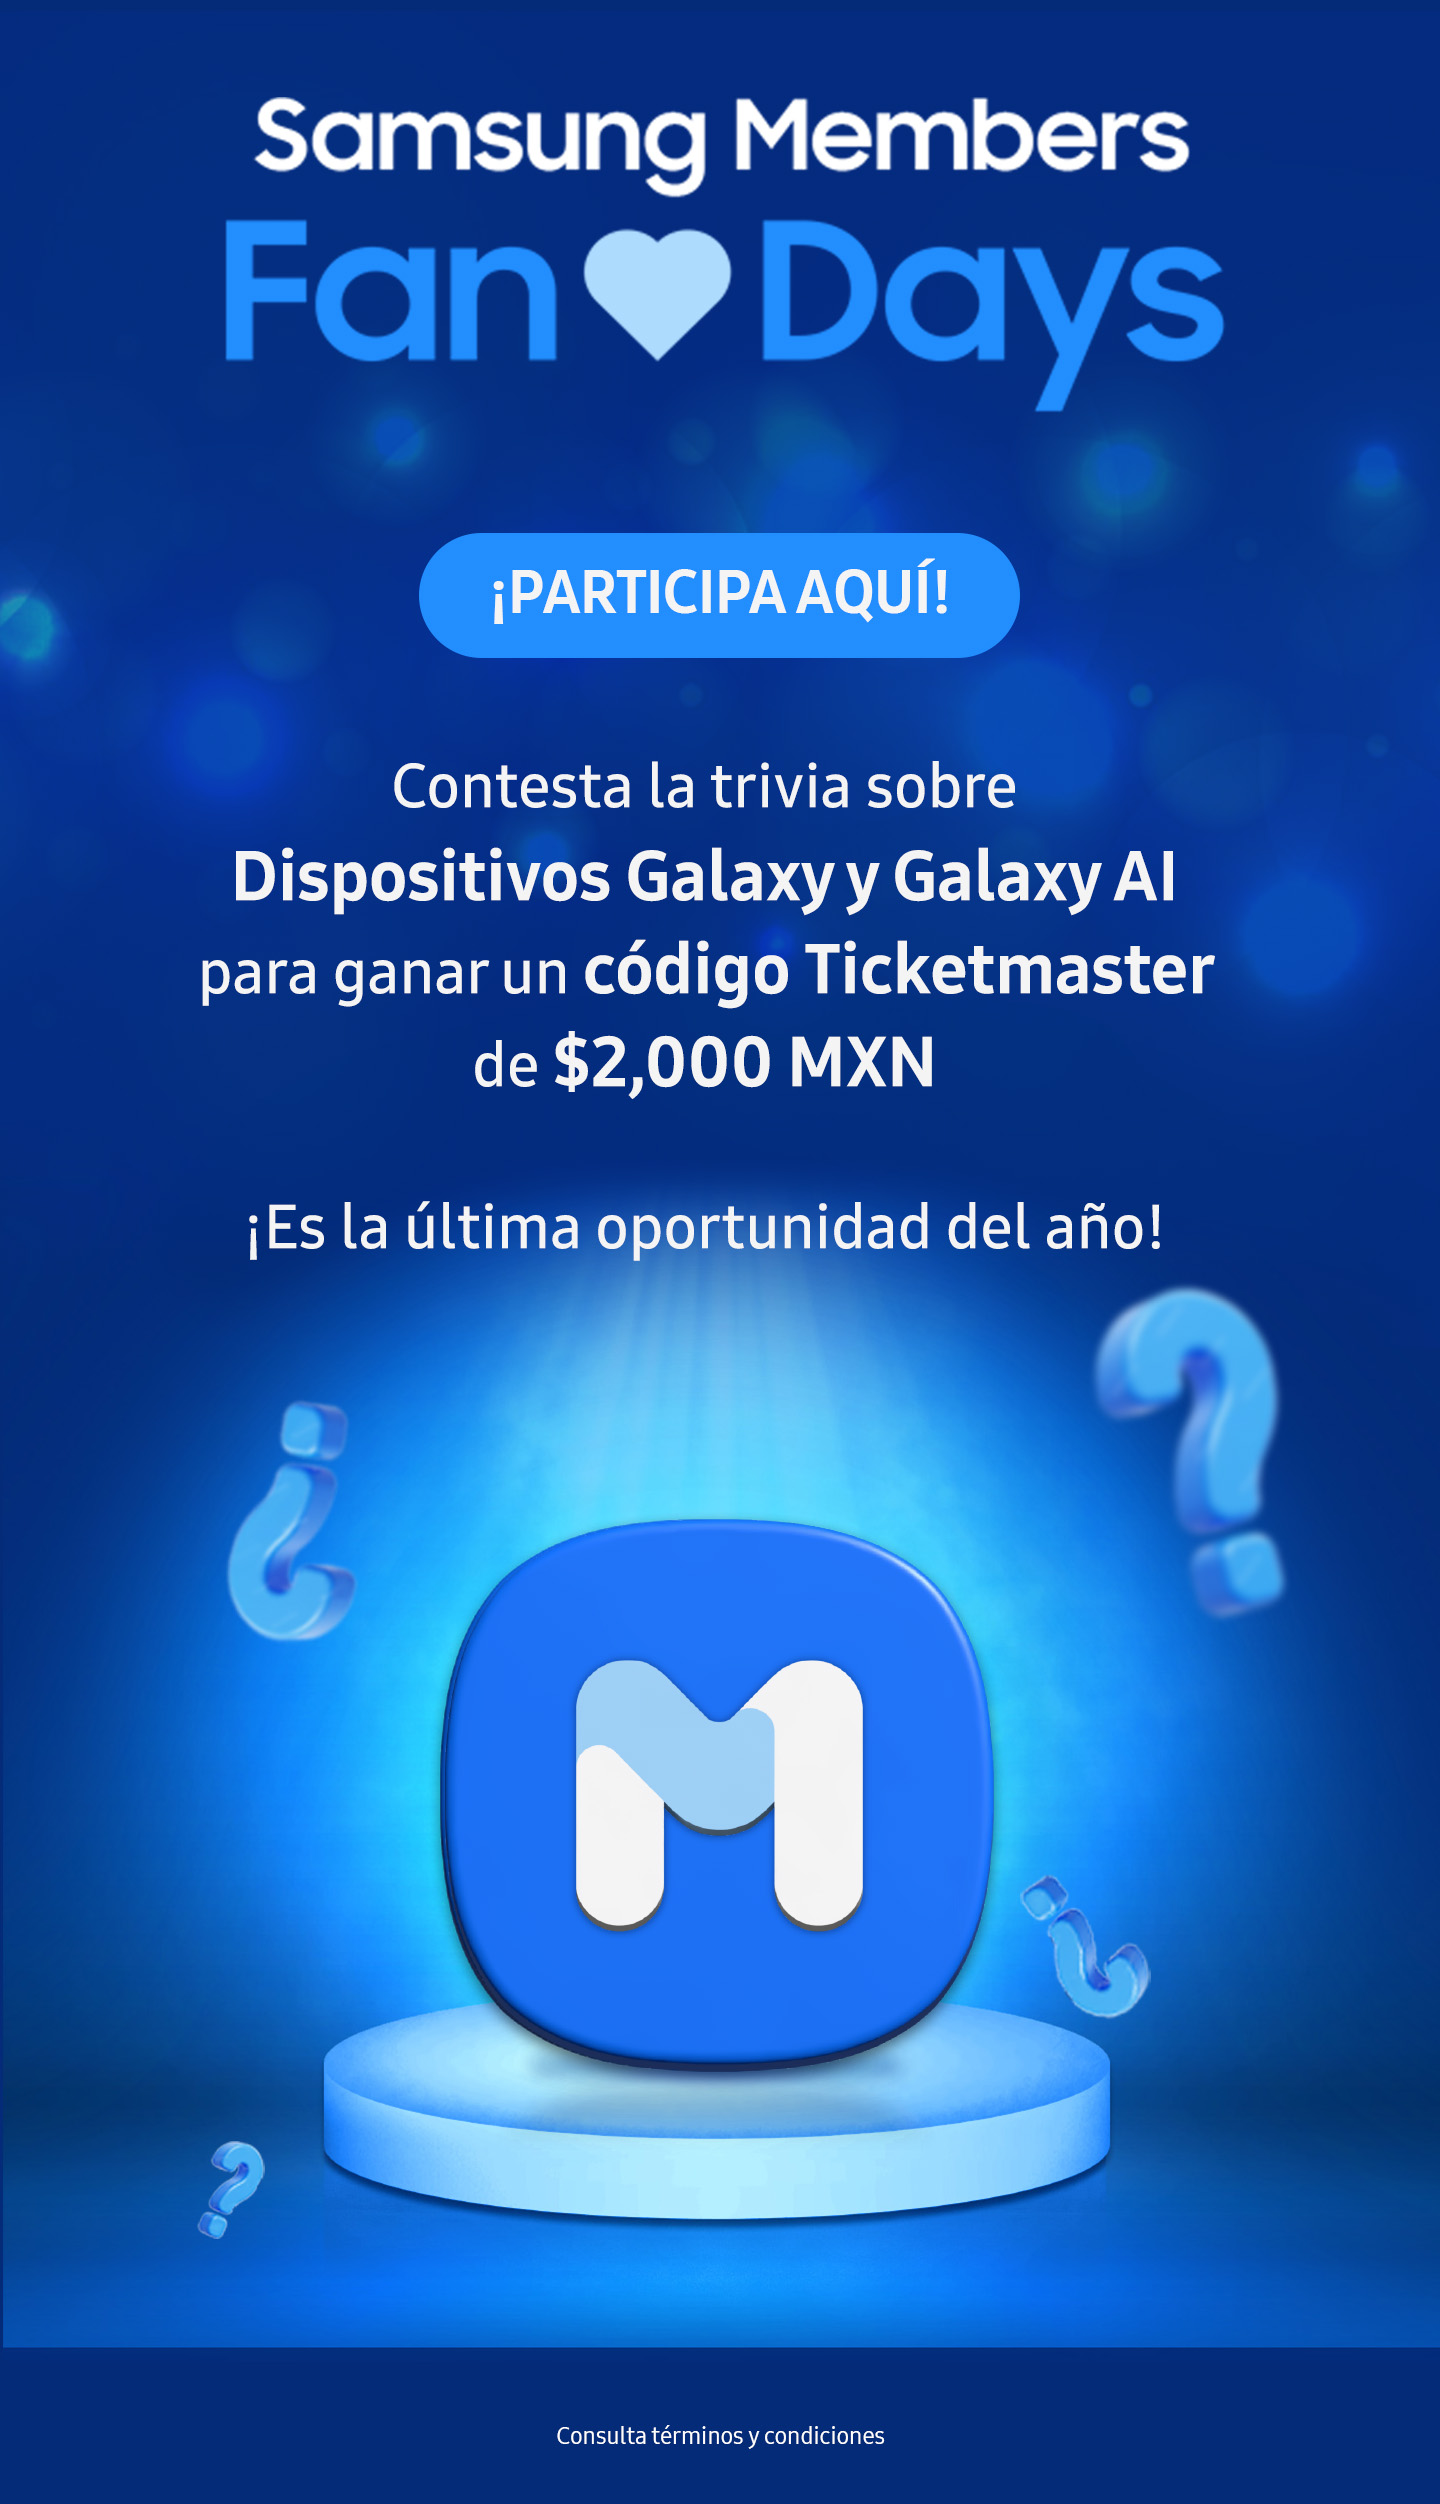 Samsung Members
Fan Days
¡PARTICIPA AQUÍ!
Contesta la trivia sobre
Dispositivos Galaxy y Galaxy AI
para ganar un código Ticketmaster
de $2,000 MXN
¡Es la última oportunidad del año!
Consulta términos y condiciones